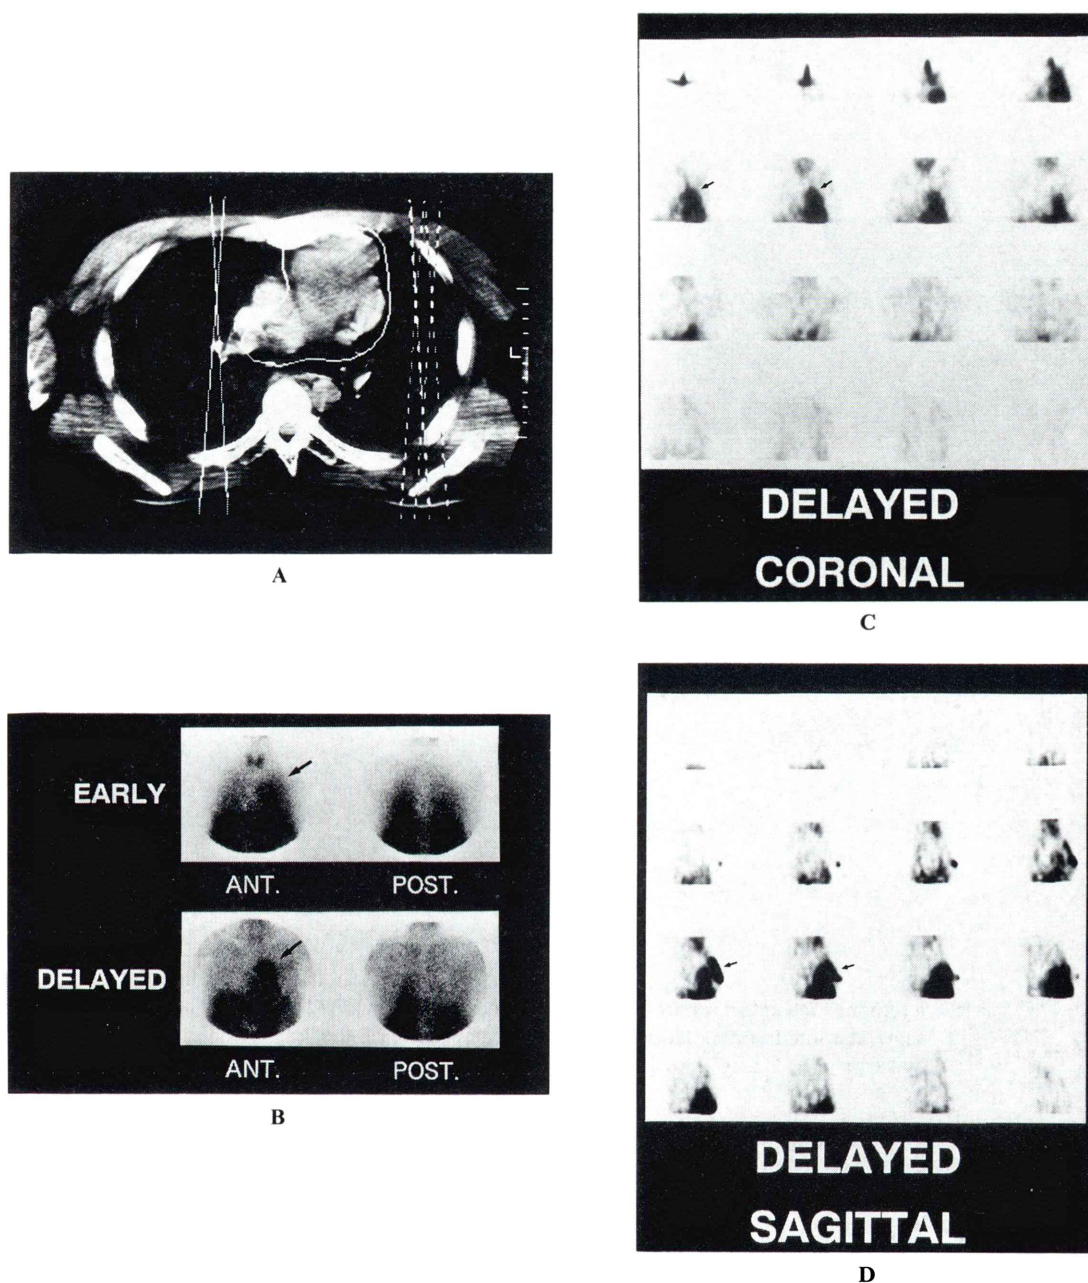 L
A
EARLY
ANT. POST.
DELAYED
ANT. POST.
B
DELAYED
CORONAL
C
DELAYED
SAGITTAL
D